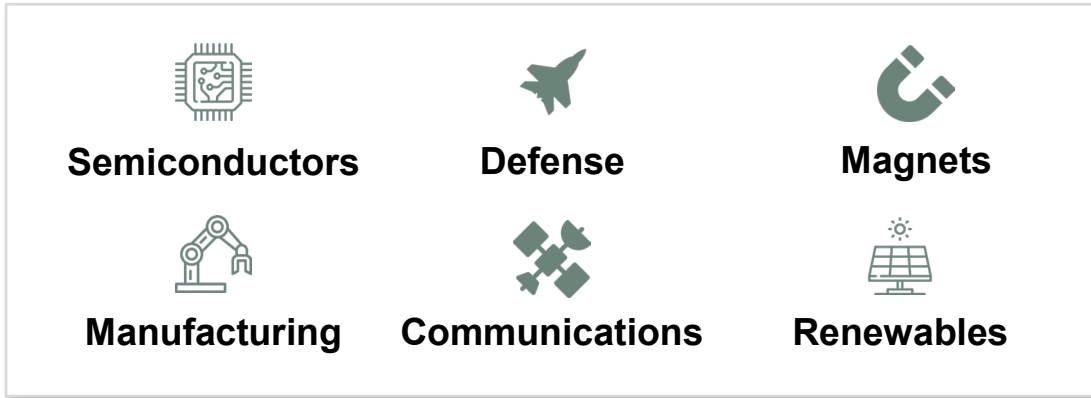 Semiconductors
Defense
Magnets
Manufacturing
Communications
Renewables